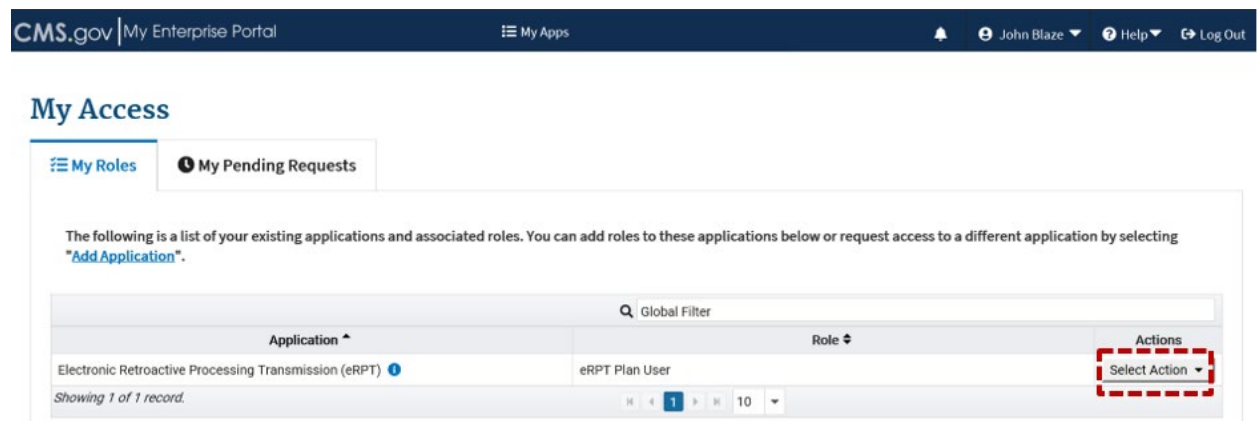 CMS.gov My Enterprise Portal My Apps John Blaze Help Log Out
My Access
My Roles My Pending Requests
The following is a list of your existing applications and associated roles. You can add roles to these applications below or request access to a different application by selecting
"Add Application".
Global Filter
Application Role Actions
Electronic Retroactive Processing Transmission (eRPT) eRPT Plan User Select Action
Showing 1 of 1 record. 1 10